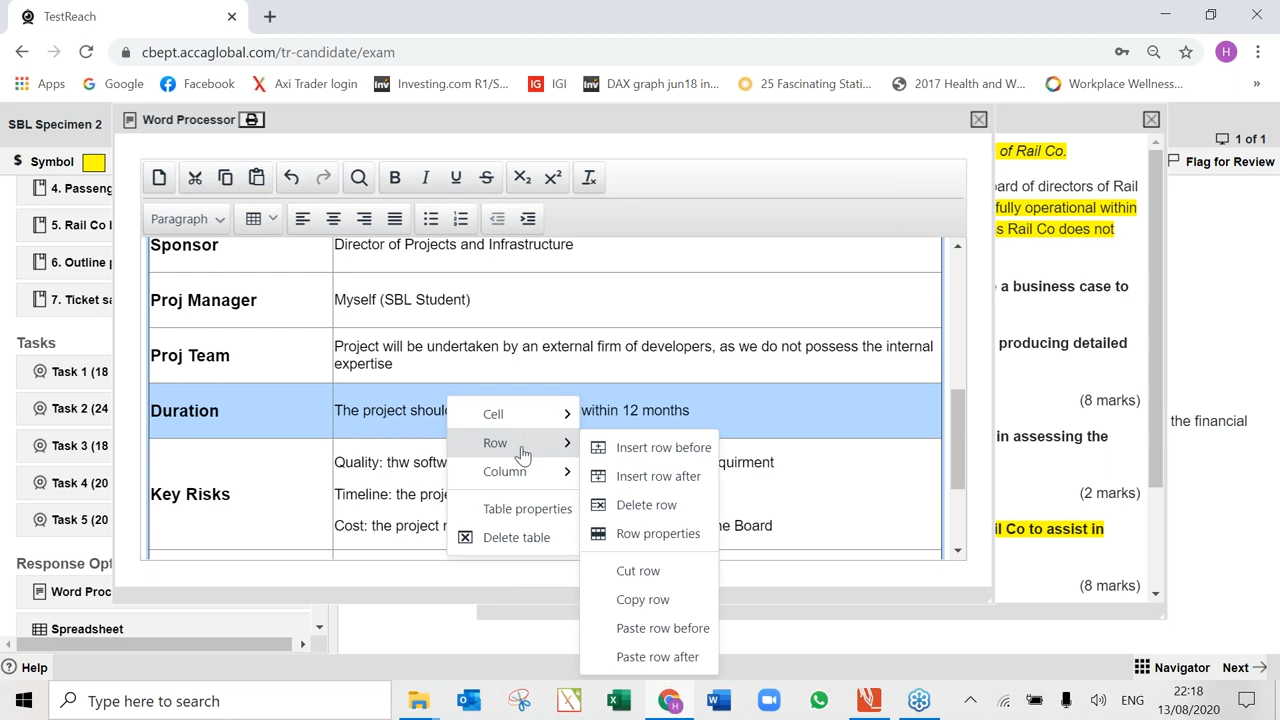 TestReach
cbept.accaglobal.com/tr-candidate/exam
H
Apps Google Facebook Axi Trader login Investing.com R1/S... IGI DAX graph jun18 in... 25 Fascinating Stati... 2017 Health and W... Workplace Wellness... »
SBL Specimen 2
Word Processor
1 of 1
$ Symbol
Flag for Review
4. Passeng
5. Rail Co
6. Outline
7. Ticket sa
Tasks
Task 1 (18
Task 2 (24
Task 3 (18
Task 4 (20
Task 5 (20
Response Opt
Word Proc
Spreadsheet
Paragraph
Sponsor Director of Projects and Infrastructure
Proj Manager Myself (SBL Student)
Proj Team Project will be undertaken by an external firm of developers, as we do not possess the internal
expertise
Duration The project within 12 months
Key Risks
Quality: thw
Timeline: the
Cost: the project Board
Cell
Row
Column
Table properties
Delete table
Insert row before
Insert row after
Delete row
Row properties
Cut row
Copy row
Paste row before
Paste row after
of Rail Co.
of directors of Rail
fully operational within
Rail Co does not
a business case to
producing detailed
(8 marks)
in assessing the
(2 marks)
Co to assist in
(8 marks)
the financial
Help
Navigator Next
Type here to search
ENG
22:18
13/08/2020